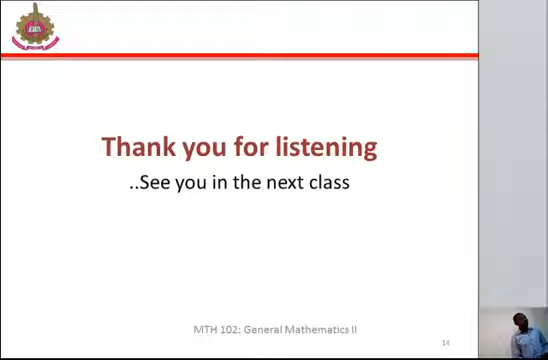 Thank you for listening
..See you in the next class
MTH 102: General Mathematics II
14